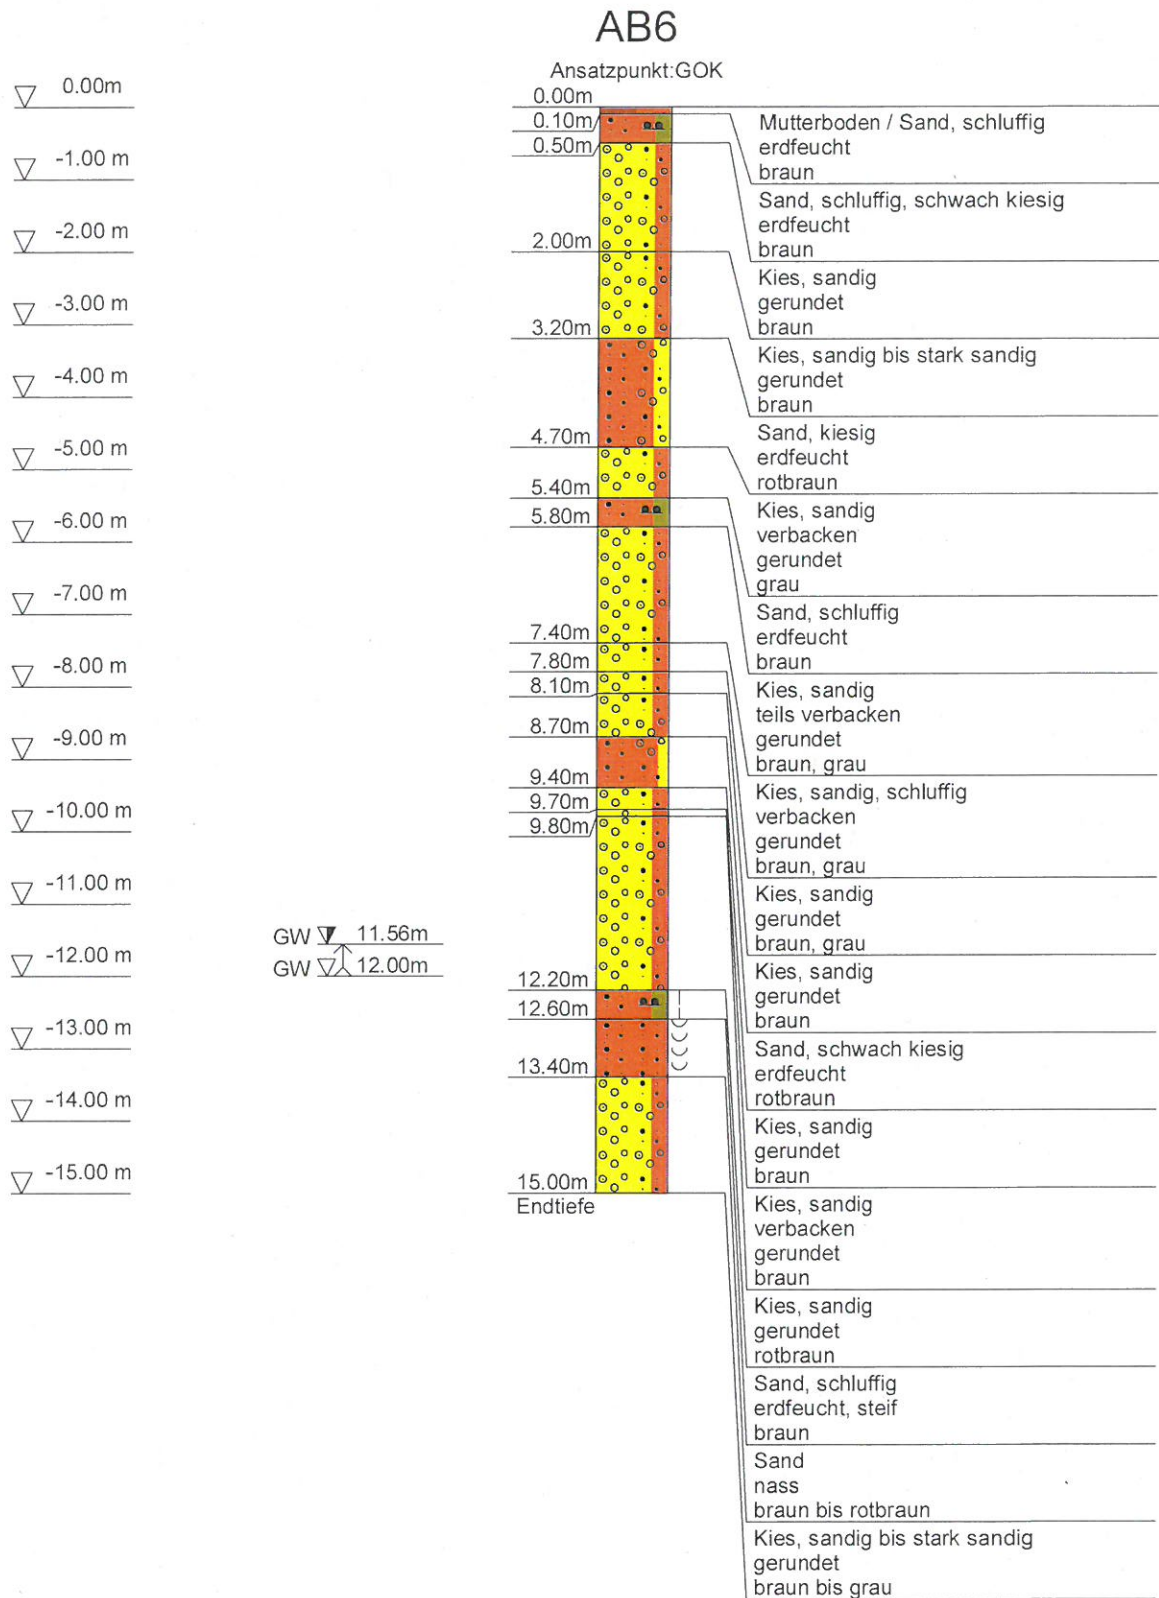 AB6
Ansatzpunkt:GOK
0.00m
-1.00 m
-2.00 m
-3.00 m
-4.00 m
-5.00 m
-6.00 m
-7.00 m
-8.00 m
-9.00 m
-10.00 m
-11.00 m
-12.00 m
-13.00 m
-14.00 m
-15.00 m
GW 11.56m
GW 12.00m
0.00m
0.10m
0.50m
2.00m
3.20m
4.70m
5.40m
5.80m
7.40m
7.80m
8.10m
8.70m
9.40m
9.70m
9.80m
12.20m
12.60m
13.40m
15.00m
Endtiefe
Mutterboden / Sand, schluffig
erdfeucht
braun
Sand, schluffig, schwach kiesig
erdfeucht
braun
Kies, sandig
gerundet
braun
Kies, sandig bis stark sandig
gerundet
braun
Sand, kiesig
erdfeucht
rotbraun
Kies, sandig
verbacken
gerundet
grau
Sand, schluffig
erdfeucht
braun
Kies, sandig
teils verbacken
gerundet
braun, grau
Kies, sandig, schluffig
verbacken
gerundet
braun, grau
Kies, sandig
gerundet
braun, grau
Kies, sandig
gerundet
braun
Sand, schwach kiesig
erdfeucht
rotbraun
Kies, sandig
gerundet
braun
Kies, sandig
verbacken
gerundet
braun
Kies, sandig
gerundet
rotbraun
Sand, schluffig
erdfeucht, steif
braun
Sand
nass
braun bis rotbraun
Kies, sandig bis stark sandig
gerundet
braun bis grau